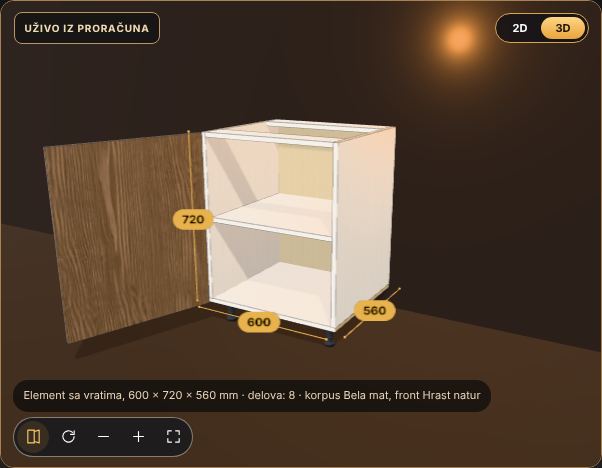 UŽIVO IZ PRORAČUNA
2D
3D
720
600
560
Element sa vratima, 600 × 720 × 560 mm · delova: 8 · korpus Bela mat, front Hrast natur